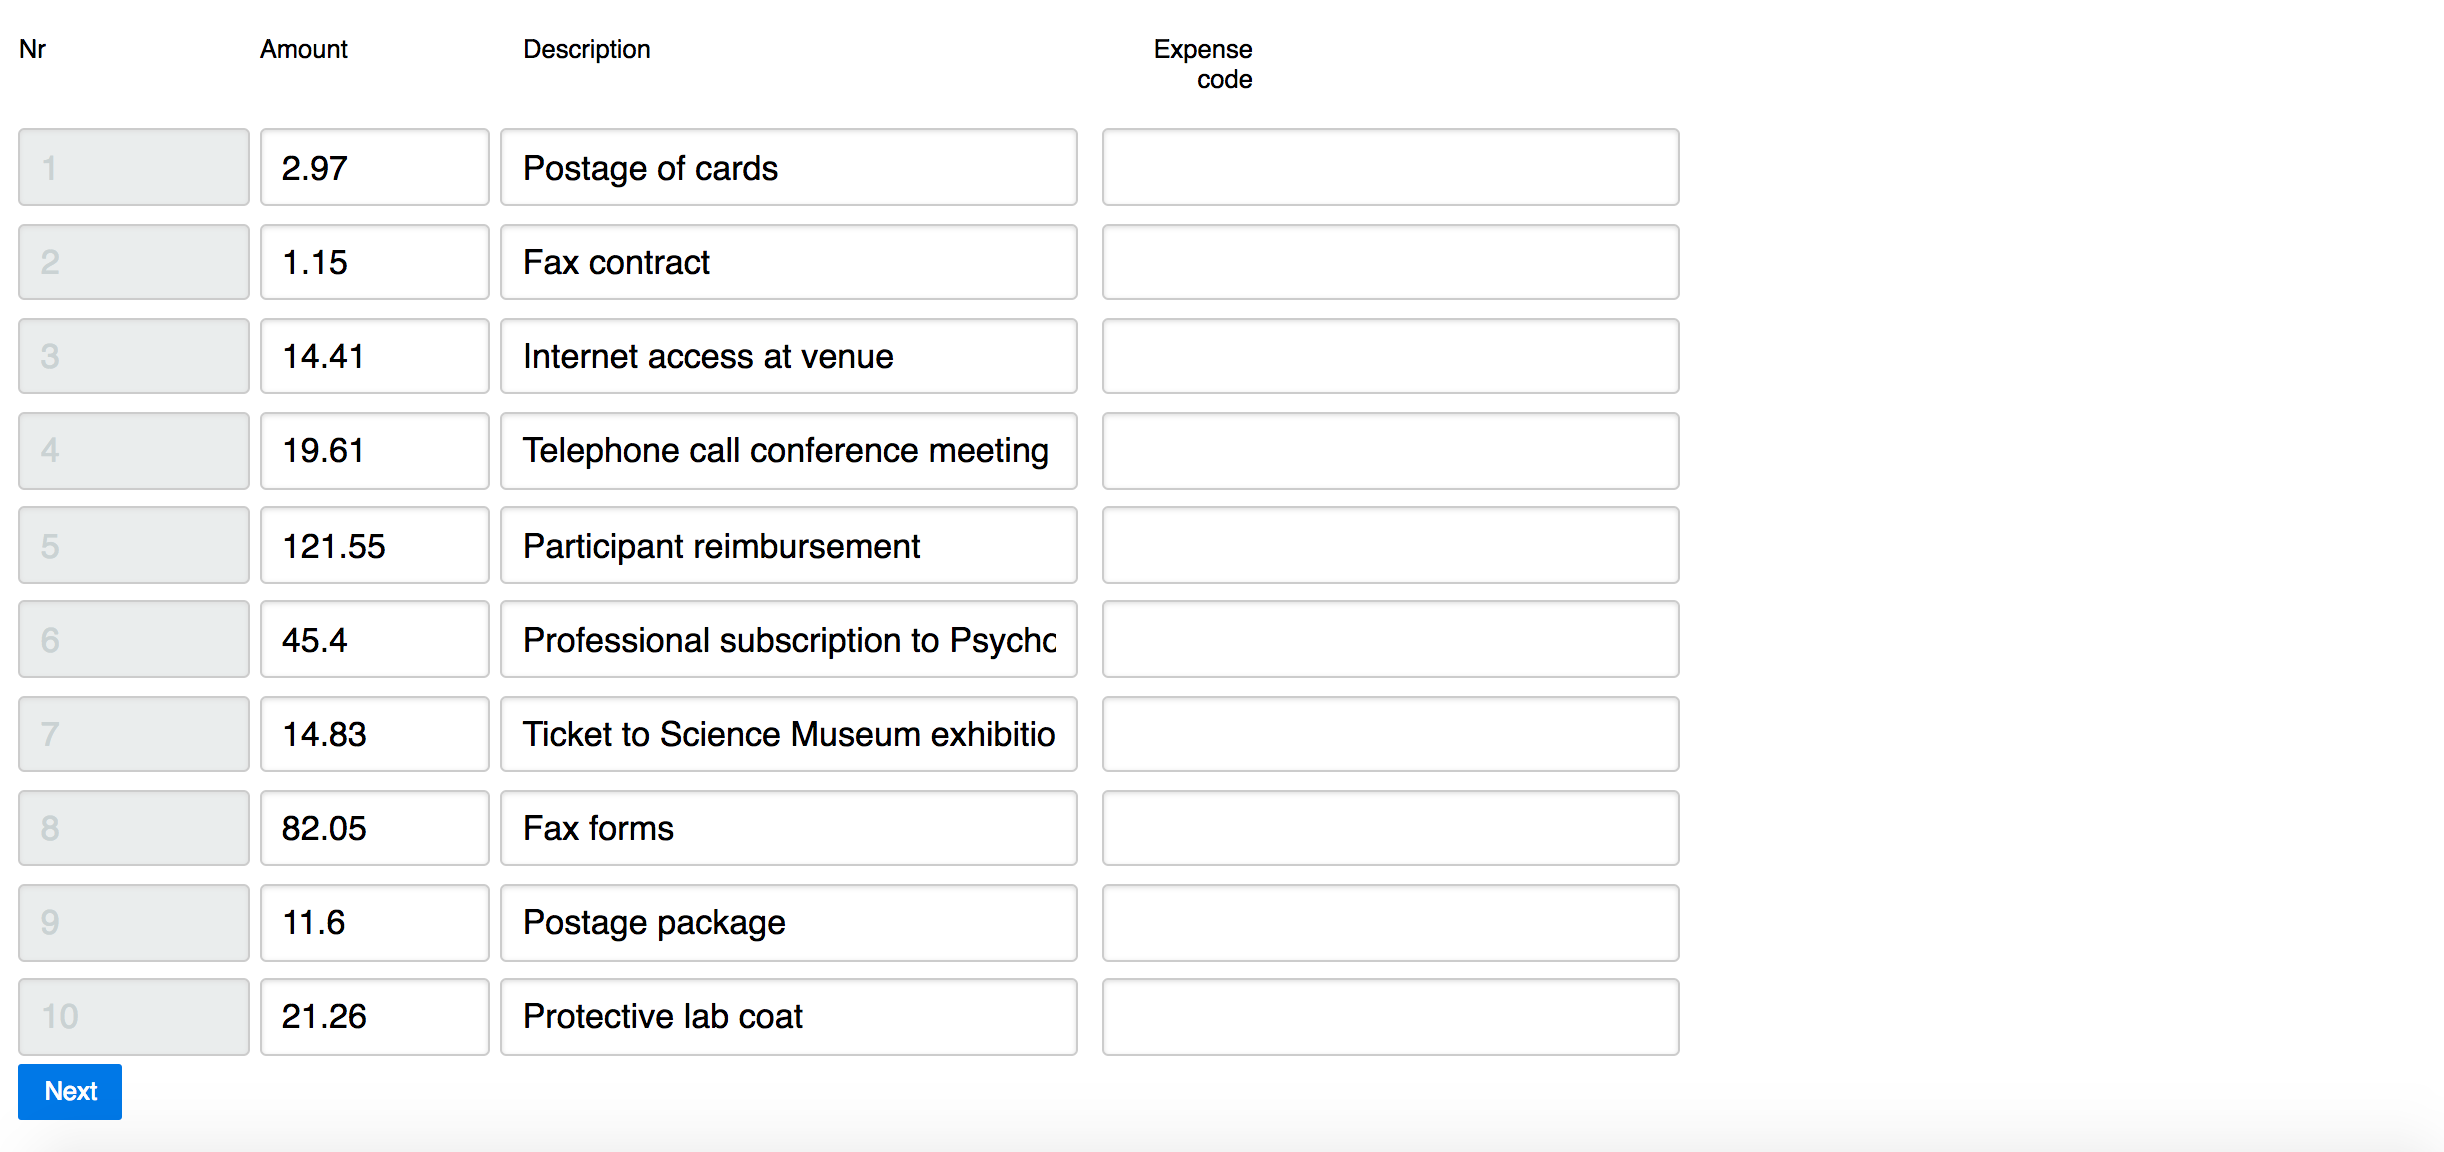 Nr Amount Description Expense code
1 2.97 Postage of cards
2 1.15 Fax contract
3 14.41 Internet access at venue
4 19.61 Telephone call conference meeting
5 121.55 Participant reimbursement
6 45.4 Professional subscription to Psycho
7 14.83 Ticket to Science Museum exhibitio
8 82.05 Fax forms
9 11.6 Postage package
10 21.26 Protective lab coat
Next